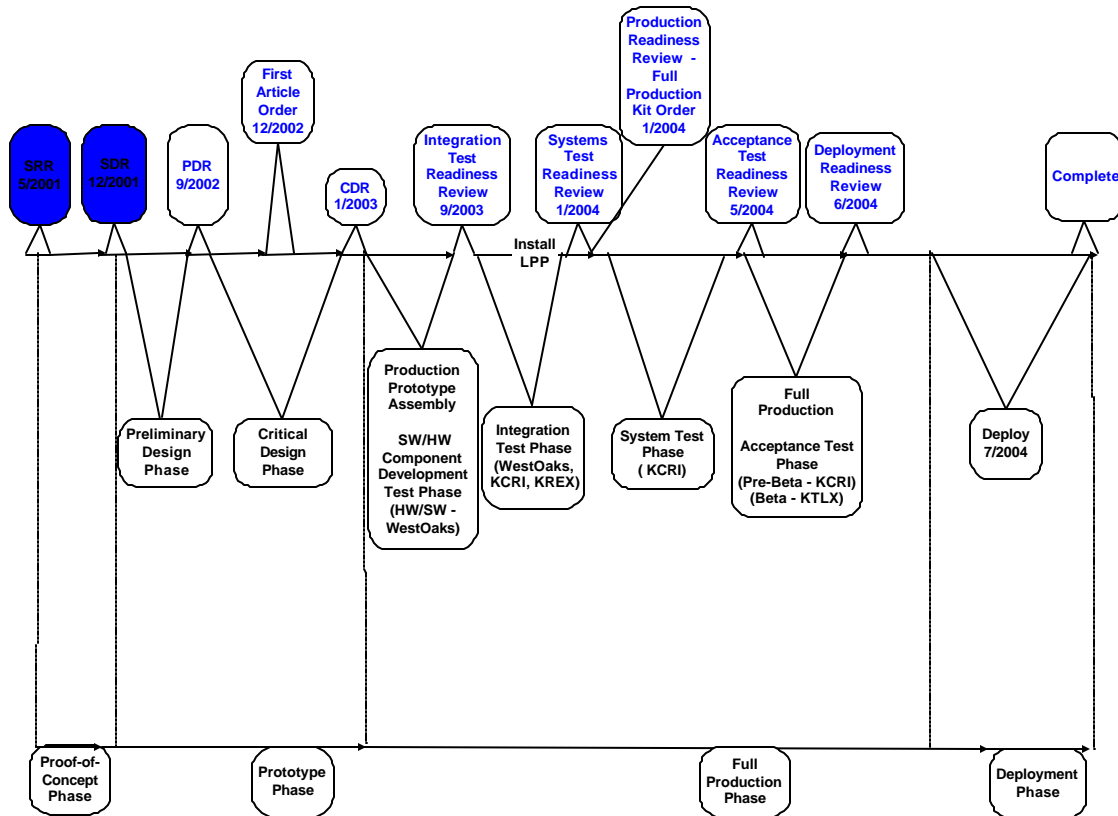 SRR
5/2001
SDR
12/2001
PDR
9/2002
First
Article
Order
12/2002
CDR
1/2003
Integration
Test
Readiness
Review
9/2003
Systems
Test
Readiness
Review
1/2004
Production
Readiness
Review -
Full
Production
Kit Order
1/2004
Acceptance
Test
Readiness
Review
5/2004
Deployment
Readiness
Review
6/2004
Complete
Install
LPP
Preliminary
Design
Phase
Critical
Design
Phase
Production
Prototype
Assembly
SW/HW
Component
Development
Test Phase
(HW/SW -
WestOaks)
Integration
Test Phase
(WestOaks,
KCRI, KREX)
System Test
Phase
( KCRI)
Full
Production
Acceptance Test
Phase
(Pre-Beta - KCRI)
(Beta - KTLX)
Deploy
7/2004
Proof-of-
Concept
Phase
Prototype
Phase
Full
Production
Phase
Deployment
Phase